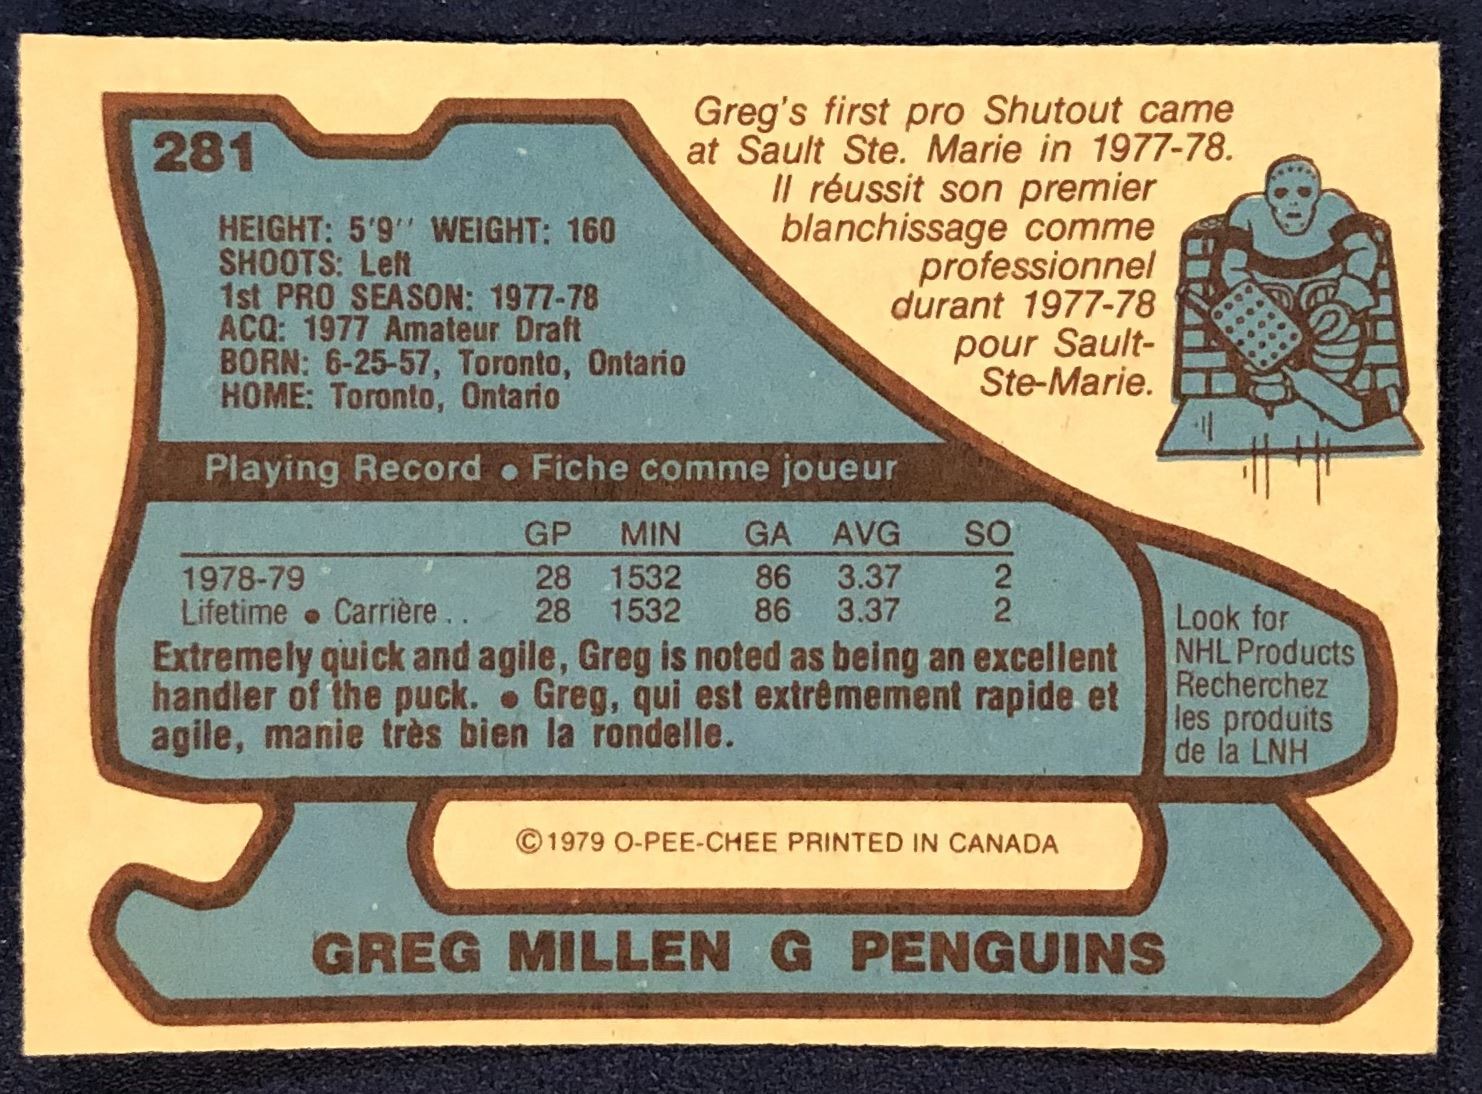 281
Greg's first pro Shutout came
at Sault Ste. Marie in 1977-78.
Il réussit son premier
blanchissage comme
professionnel
durant 1977-78
pour Sault-
Ste-Marie.
HEIGHT: 5'9" WEIGHT: 160
SHOOTS: Left
1st PRO SEASON: 1977-78
ACQ: 1977 Amateur Draft
BORN: 6-25-57, Toronto, Ontario
HOME: Toronto, Ontario
Playing Record • Fiche comme joueur
GP MIN GA AVG SO
1978-79 28 1532 86 3.37 2
Lifetime • Carrière.. 28 1532 86 3.37 2
Extremely quick and agile, Greg is noted as being an excellent
handler of the puck. • Greg, qui est extrêmement rapide et
agile, manie très bien la rondelle.
Look for
NHL Products
Recherchez
les produits
de la LNH
©1979 O-PEE-CHEE PRINTED IN CANADA
GREG MILLEN G PENGUINS